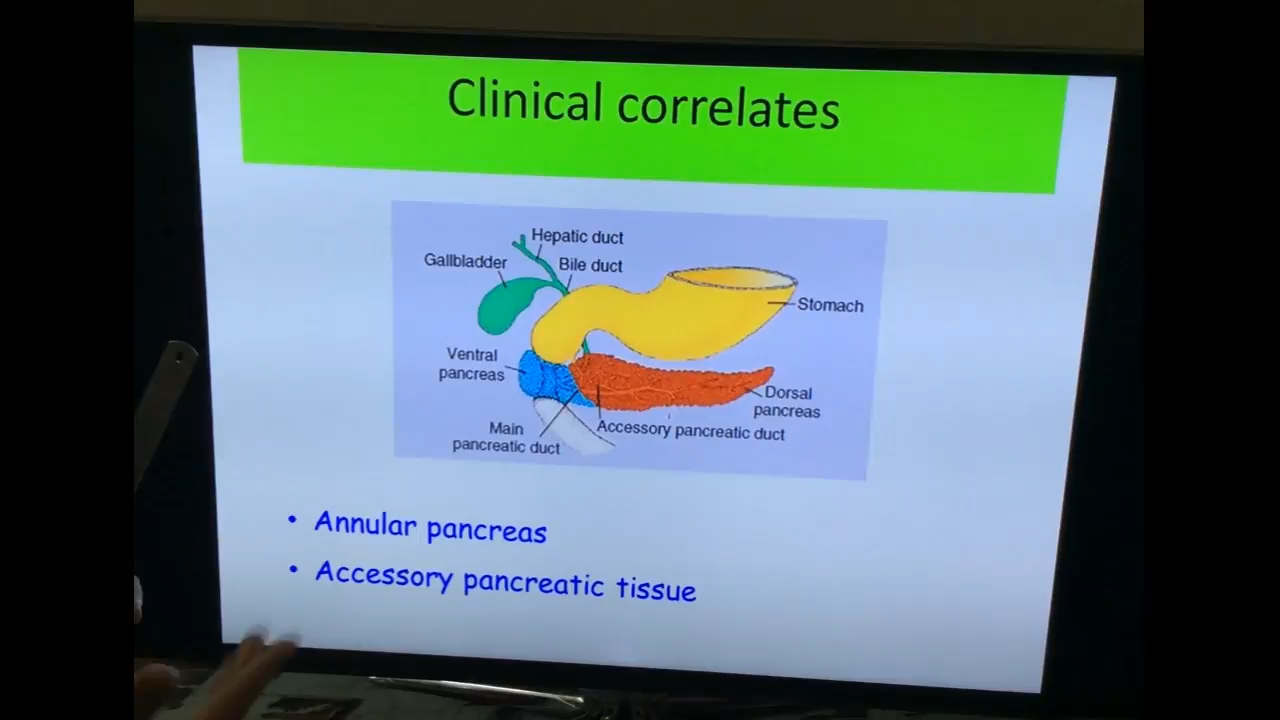 Clinical correlates
Hepatic duct
Gallbladder
Bile duct
Stomach
Ventral
pancreas
Dorsal
pancreas
Main
pancreatic duct
Accessory pancreatic duct
• Annular pancreas
• Accessory pancreatic tissue